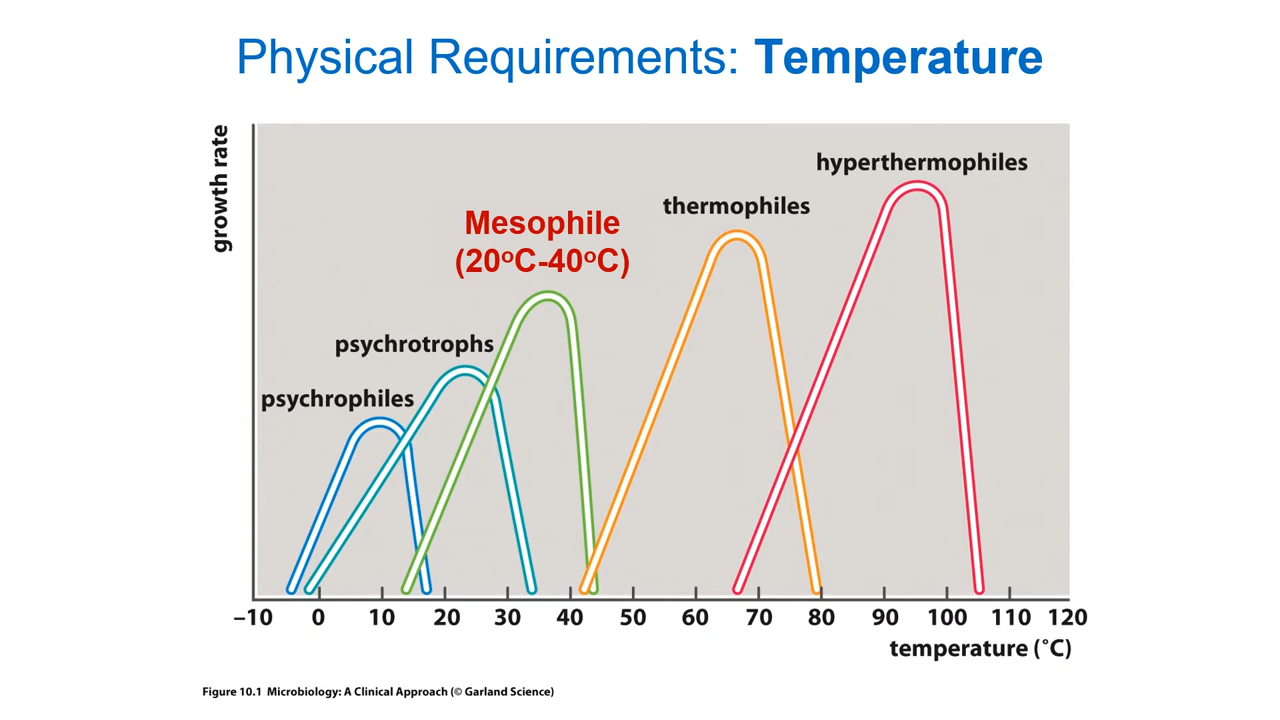 Physical Requirements: Temperature
growth rate
hyperthermophiles
thermophiles
Mesophile
(20ºC-40ºC)
psychrotrophs
psychrophiles
–10 0 10 20 30 40 50 60 70 80 90 100 110 120
temperature (˚C)
Figure 10.1 Microbiology: A Clinical Approach (© Garland Science)